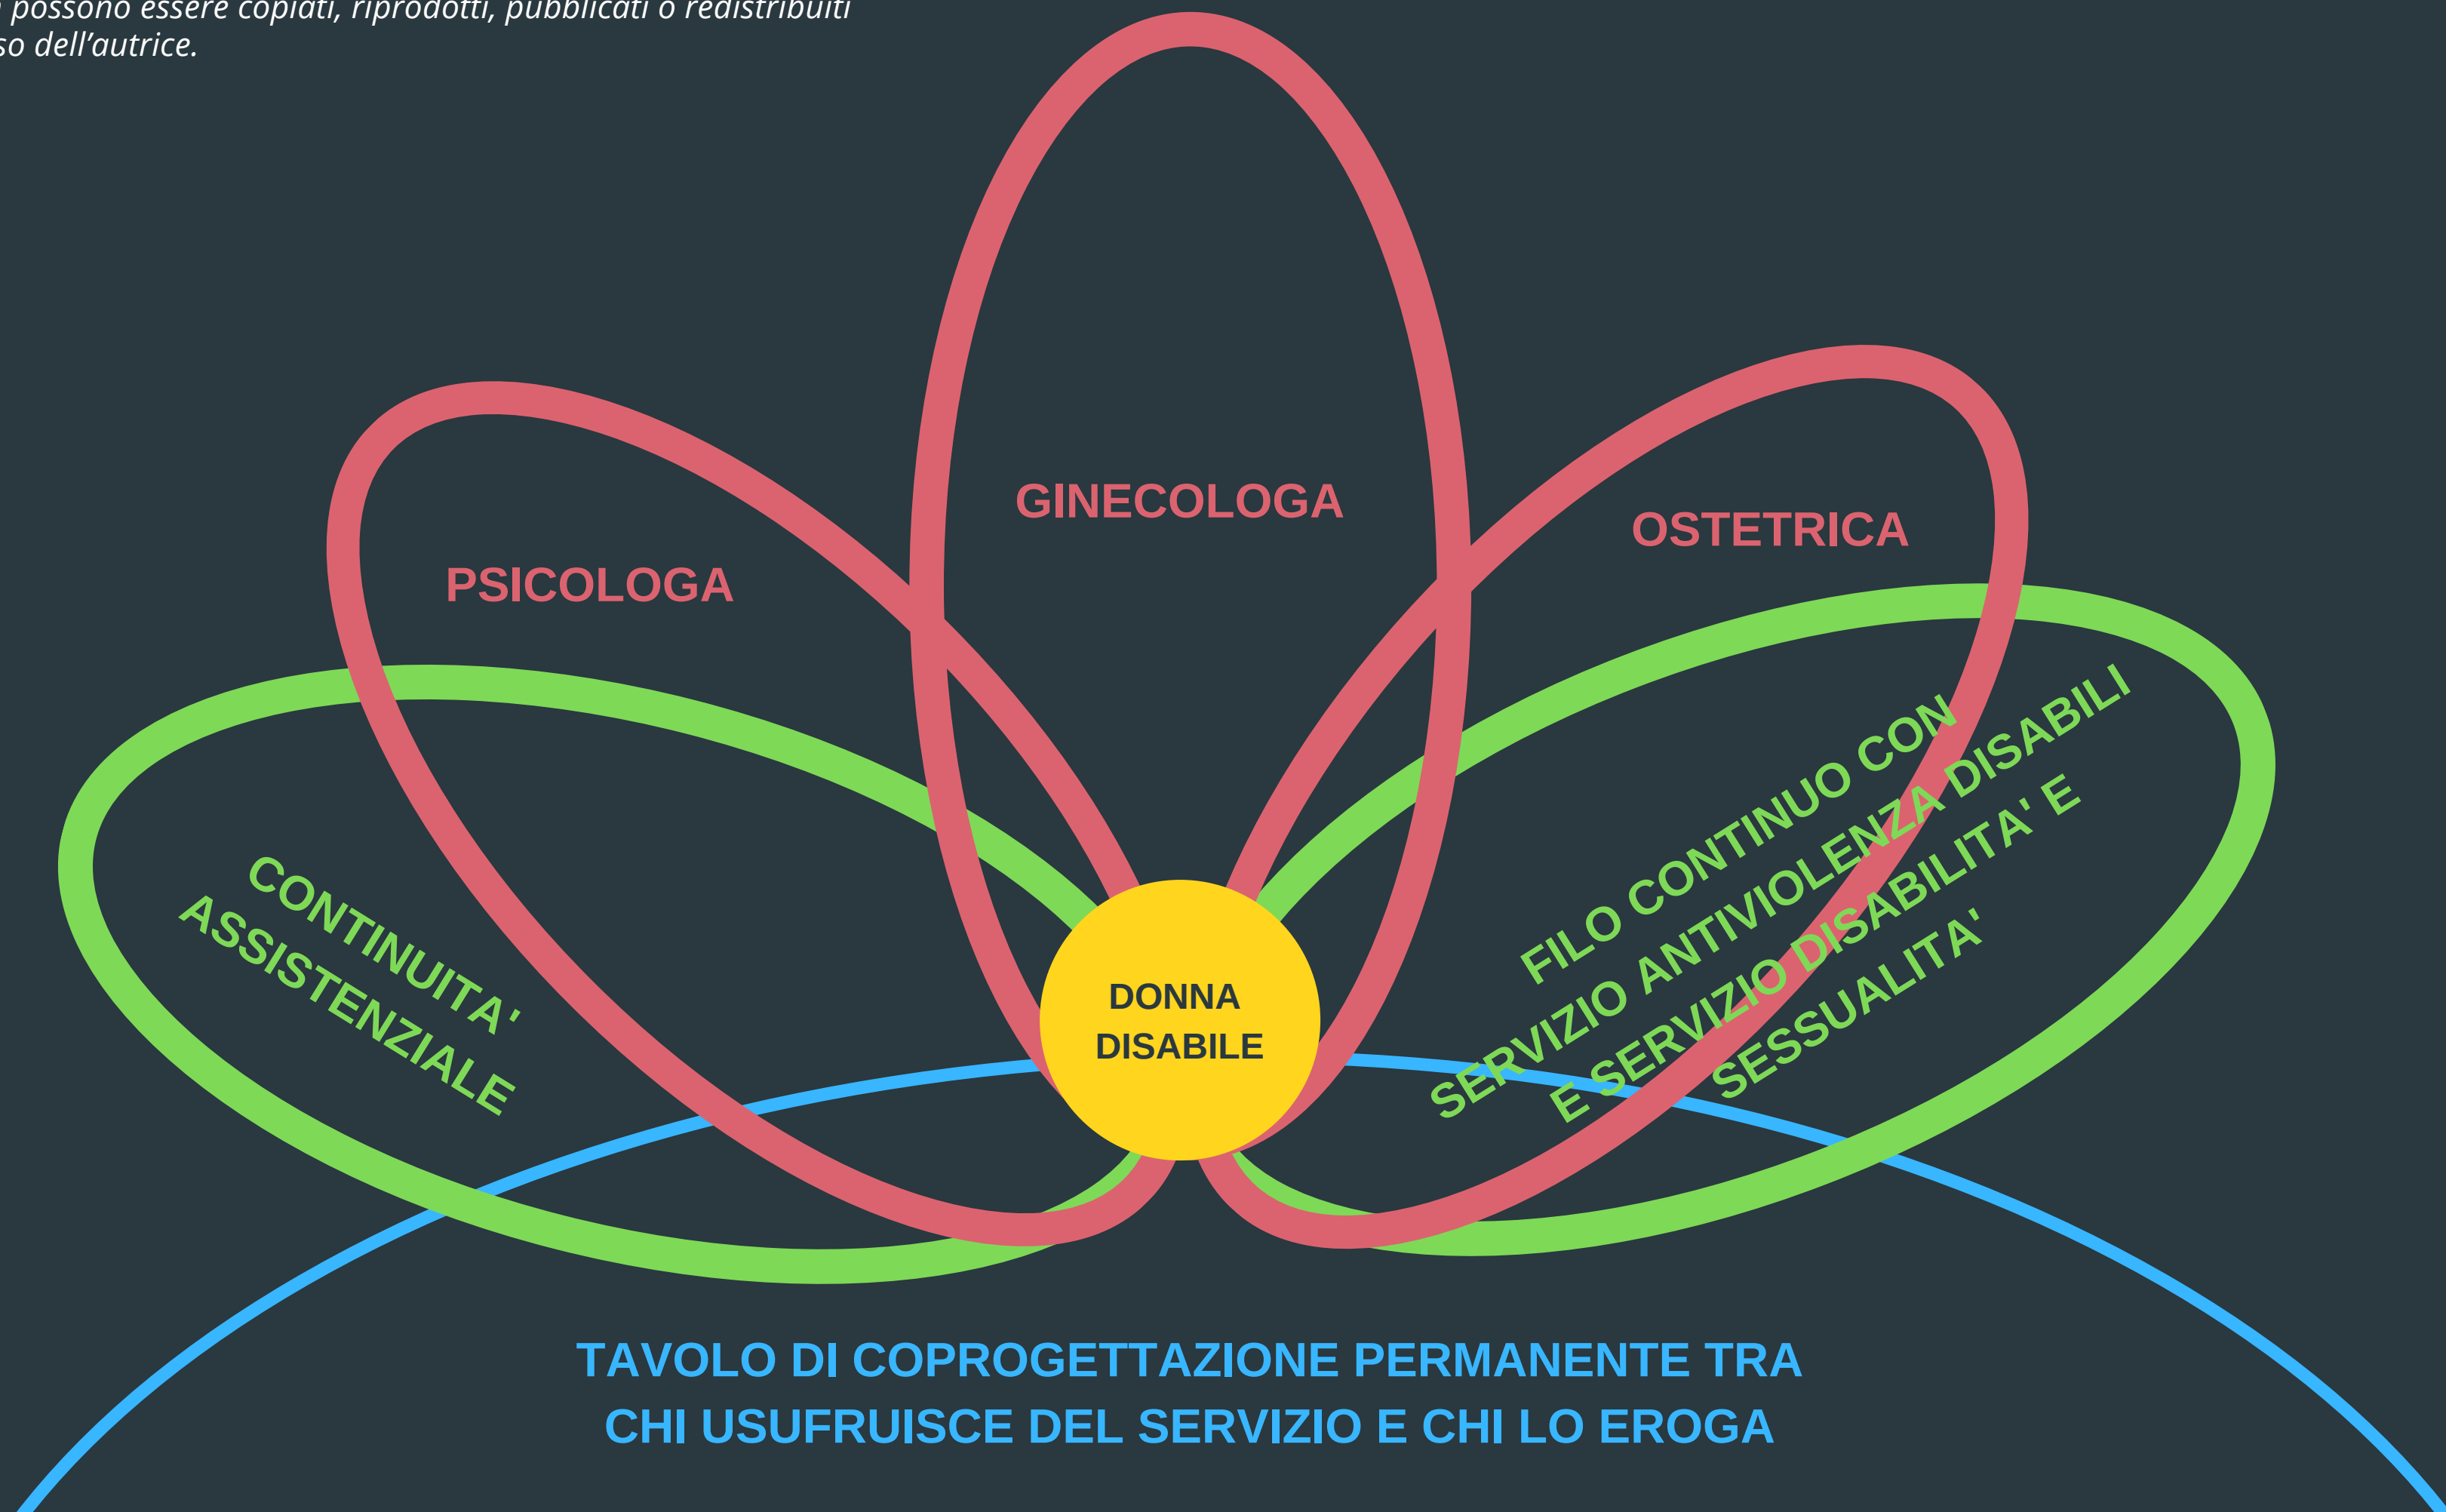 possono essere copiati, riprodotti, pubblicati o redistribuiti
dell'autrice.
GINECOLOGA
OSTETRICA
PSICOLOGA
FILO CONTINUO CON
SERVIZIO ANTIVIOLENZA DISABILI
E SERVIZIO DISABILITA' E
SESSUALITA'
CONTINUITA'
ASSISTENZIALE
DONNA
DISABILE
TAVOLO DI COPROGETTAZIONE PERMANENTE TRA
CHI USUFRUISCE DEL SERVIZIO E CHI LO EROGA